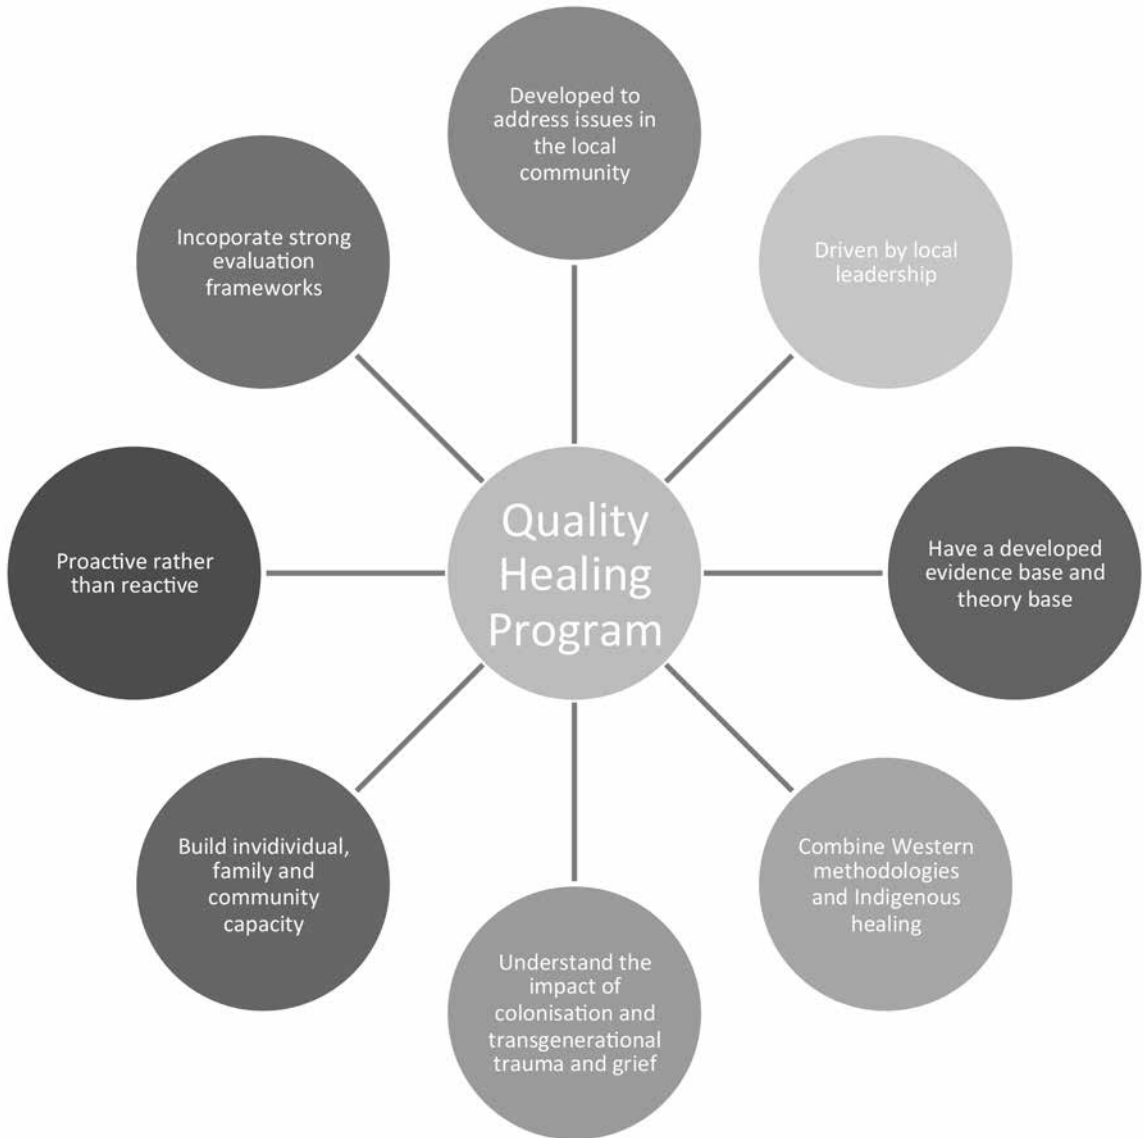 Developed to
address issues in
the local
community
Driven by local
leadership
Have a developed
evidence base and
theory base
Combine Western
methodologies
and Indigenous
healing
Understand the
impact of
colonisation and
transgenerational
trauma and grief
Build invidividual,
family and
community
capacity
Proactive rather
than reactive
Incoporate strong
evaluation
frameworks
Quality
Healing
Program